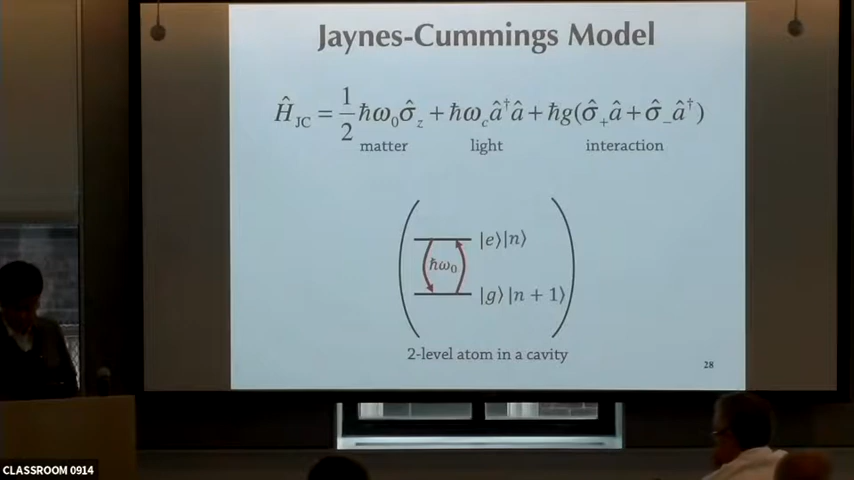 Jaynes-Cummings Model
Ĥ_JC = 1/2 ħω₀σ̂_z + ħω_c â†â + ħg(σ̂₊â + σ̂₋â†)
matter light interaction
|e⟩|n⟩
ħω₀
|g⟩|n + 1⟩
2-level atom in a cavity
28
CLASSROOM 0914